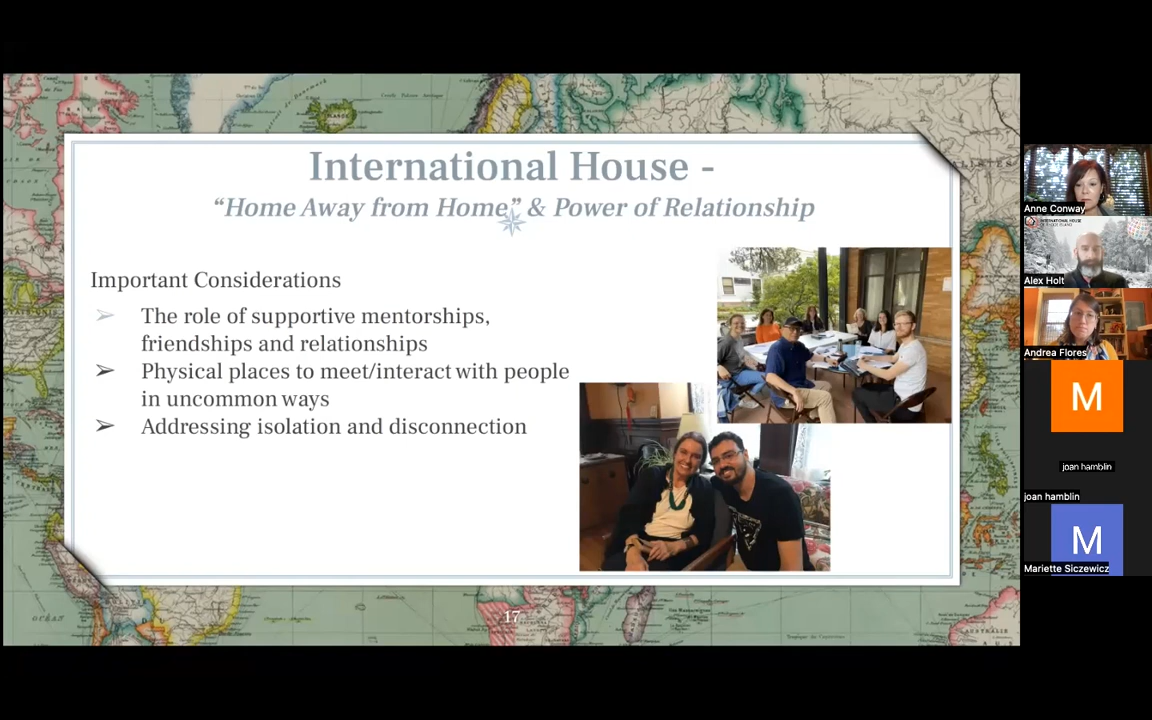 International House -
“Home Away from Home” & Power of Relationship
Important Considerations
➢ The role of supportive mentorships,
friendships and relationships
➢ Physical places to meet/interact with people
in uncommon ways
➢ Addressing isolation and disconnection
17
Anne Conway
INTERNATIONAL HOUSE
Alex Holt
Andrea Flores
M
joan hamblin
joan hamblin
M
Mariette Siczewicz